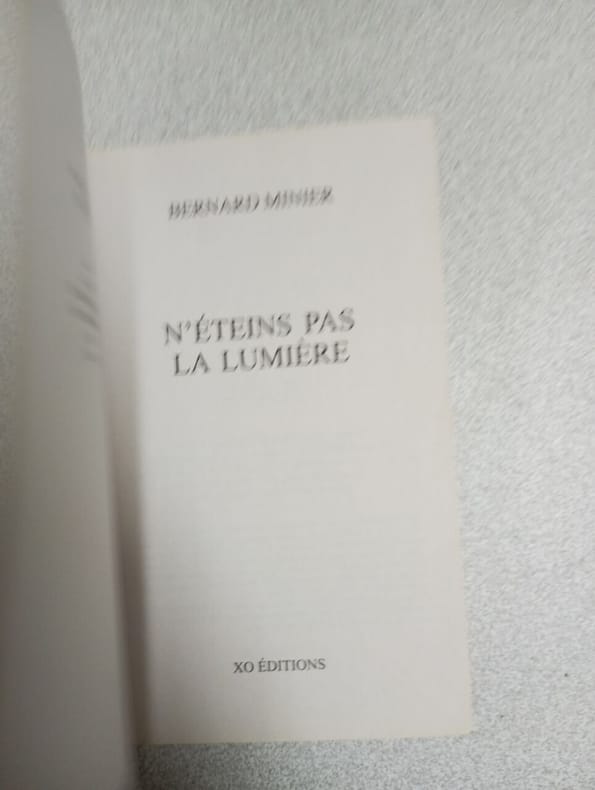 BERNARD MINIER
N'ÉTEINS PAS
LA LUMIÈRE
XO ÉDITIONS